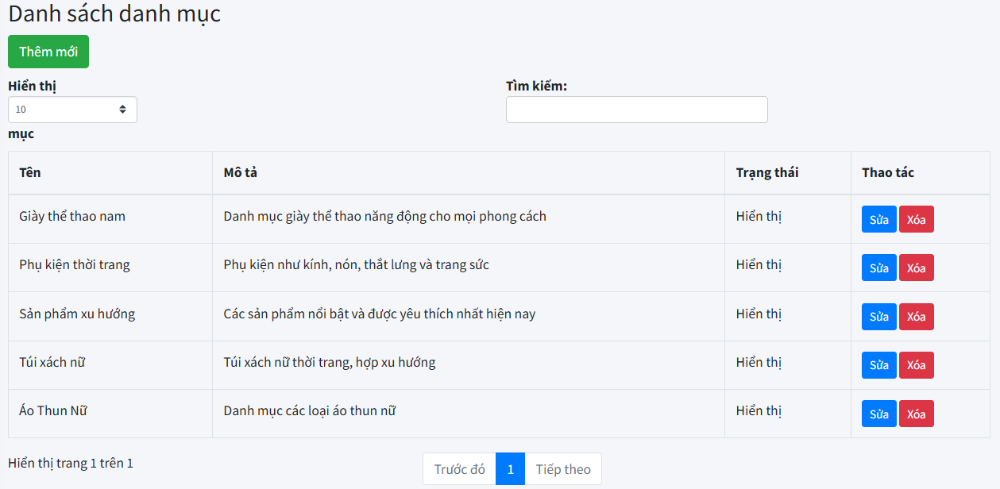 Danh sách danh mục
Thêm mới
Hiển thị
10
mục
Tìm kiếm:
Tên Mô tả Trạng thái Thao tác
Giày thể thao nam Danh mục giày thể thao năng động cho mọi phong cách Hiển thị Sửa Xóa
Phụ kiện thời trang Phụ kiện như kính, nón, thắt lưng và trang sức Hiển thị Sửa Xóa
Sản phẩm xu hướng Các sản phẩm nổi bật và được yêu thích nhất hiện nay Hiển thị Sửa Xóa
Túi xách nữ Túi xách nữ thời trang, hợp xu hướng Hiển thị Sửa Xóa
Áo Thun Nữ Danh mục các loại áo thun nữ Hiển thị Sửa Xóa
Hiển thị trang 1 trên 1
Trước đó 1 Tiếp theo